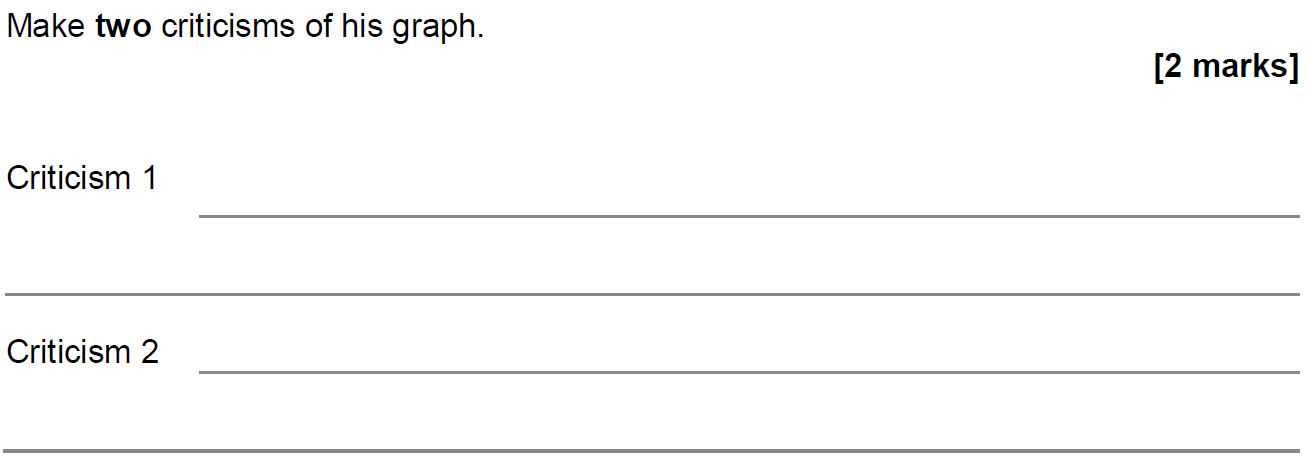 Make two criticisms of his graph.
[2 marks]
Criticism 1
Criticism 2